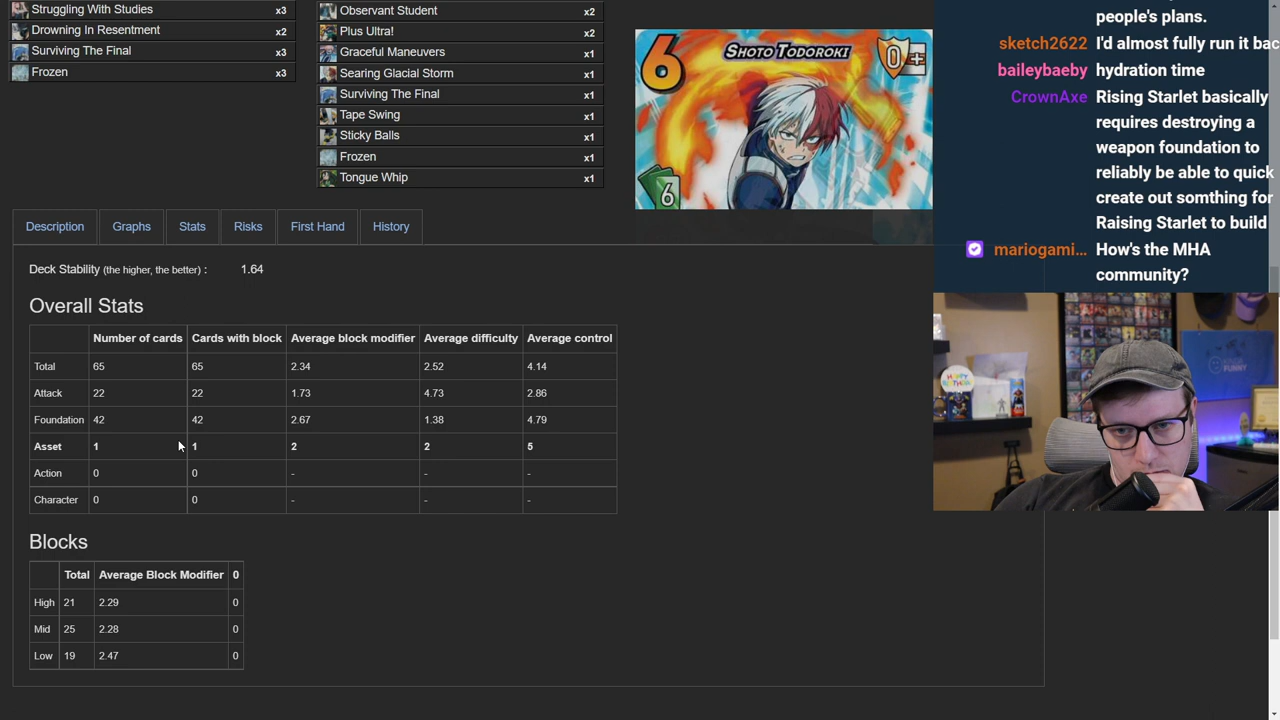 Struggling With Studies x3
Drowning In Resentment x2
Surviving The Final x3
Frozen x3
Observant Student x2
Plus Ultra! x2
Graceful Maneuvers x1
Searing Glacial Storm x1
Surviving The Final x1
Tape Swing x1
Sticky Balls x1
Frozen x1
Tongue Whip x1
6 SHOTO TODOROKI 0+
6
people's plans.
sketch2622 I'd almost fully run it bac
baileybaeby hydration time
CrownAxe Rising Starlet basically
requires destroying a
weapon foundation to
reliably be able to quick
create out somthing for
Raising Starlet to build
mariogami... How's the MHA
community?
Description Graphs Stats Risks First Hand History
Deck Stability (the higher, the better) : 1.64
Overall Stats
Number of cards Cards with block Average block modifier Average difficulty Average control
Total 65 65 2.34 2.52 4.14
Attack 22 22 1.73 4.73 2.86
Foundation 42 42 2.67 1.38 4.79
Asset 1 1 2 2 5
Action 0 0 - - -
Character 0 0 - - -
Blocks
Total Average Block Modifier 0
High 21 2.29 0
Mid 25 2.28 0
Low 19 2.47 0
HAPPY BIRTHDAY